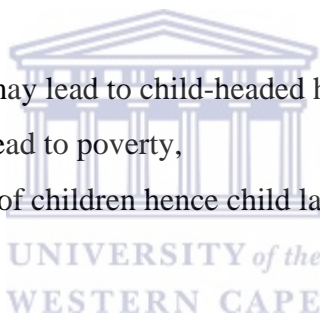 may lead to child-headed h
ead to poverty,
of children hence child la
UNIVERSITY of the
WESTERN CAPE